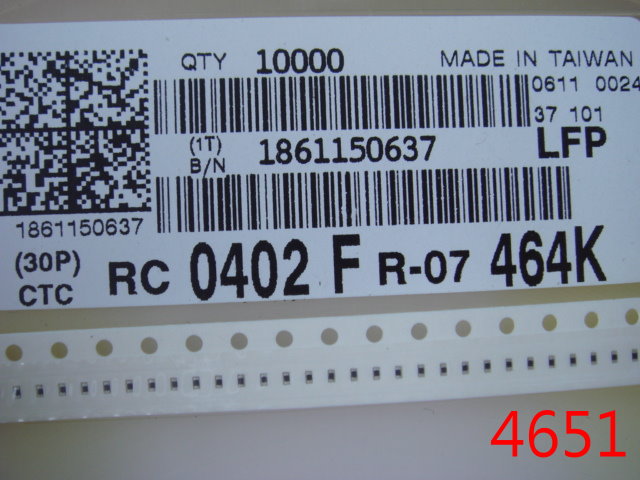 QTY 10000 MADE IN TAIWAN
0611 0024
37 101
(1T)
B/N 1861150637 LFP
1861150637
(30P)
CTC RC 0402 F R-07 464K
4651